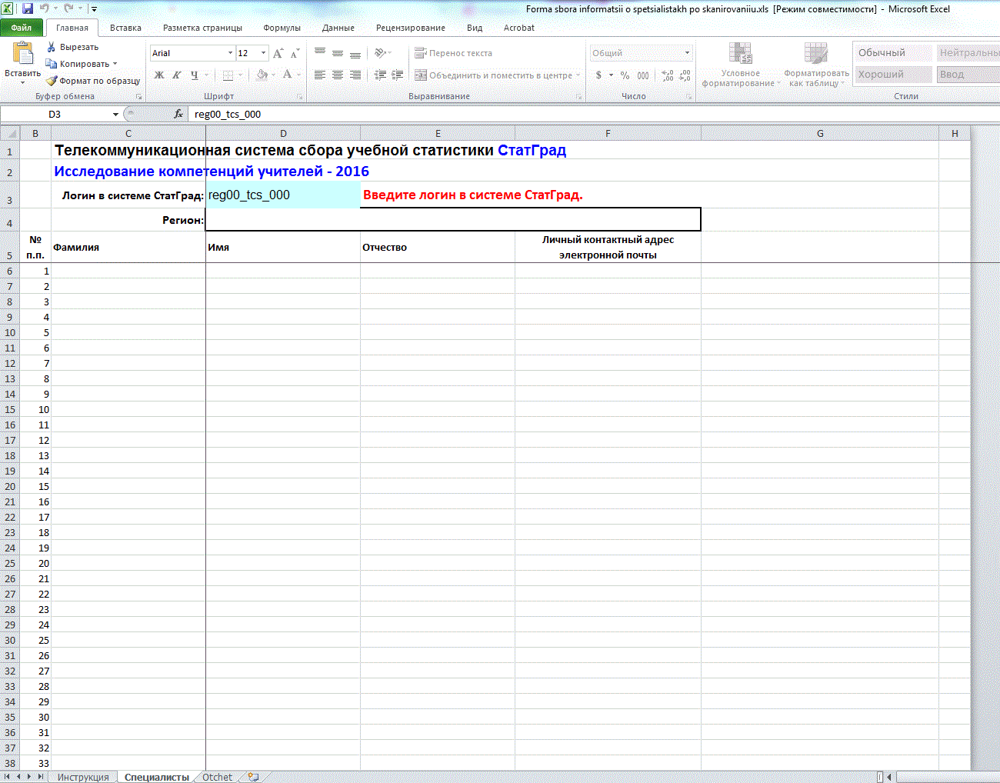 Forma sbora informatsii o spetsialistakh po skanirovaniiu.xls [Режим совместимости] - Microsoft Excel
Файл Главная Вставка Разметка страницы Формулы Данные Рецензирование Вид Acrobat
Вставить
Вырезать
Копировать
Формат по образцу
Буфер обмена
Arial 12
Ж К Ч А
Шрифт
Перенос текста
Объединить и поместить в центре
Выравнивание
Общий
$ % 000
Число
Условное форматирование
Форматировать как таблицу
Обычный Нейтральны
Хороший Ввод
Стили
D3 fx reg00_tcs_000
B C D E F G H
1 Телекоммуникационная система сбора учебной статистики СтатГрад
2 Исследование компетенций учителей - 2016
3 Логин в системе СтатГрад: reg00_tcs_000 Введите логин в системе СтатГрад.
4 Регион:
5 № п.п. Фамилия Имя Отчество Личный контактный адрес электронной почты
6 1
7 2
8 3
9 4
10 5
11 6
12 7
13 8
14 9
15 10
16 11
17 12
18 13
19 14
20 15
21 16
22 17
23 18
24 19
25 20
26 21
27 22
28 23
29 24
30 25
31 26
32 27
33 28
34 29
35 30
36 31
37 32
38 33
Инструкция Специалисты Otchet